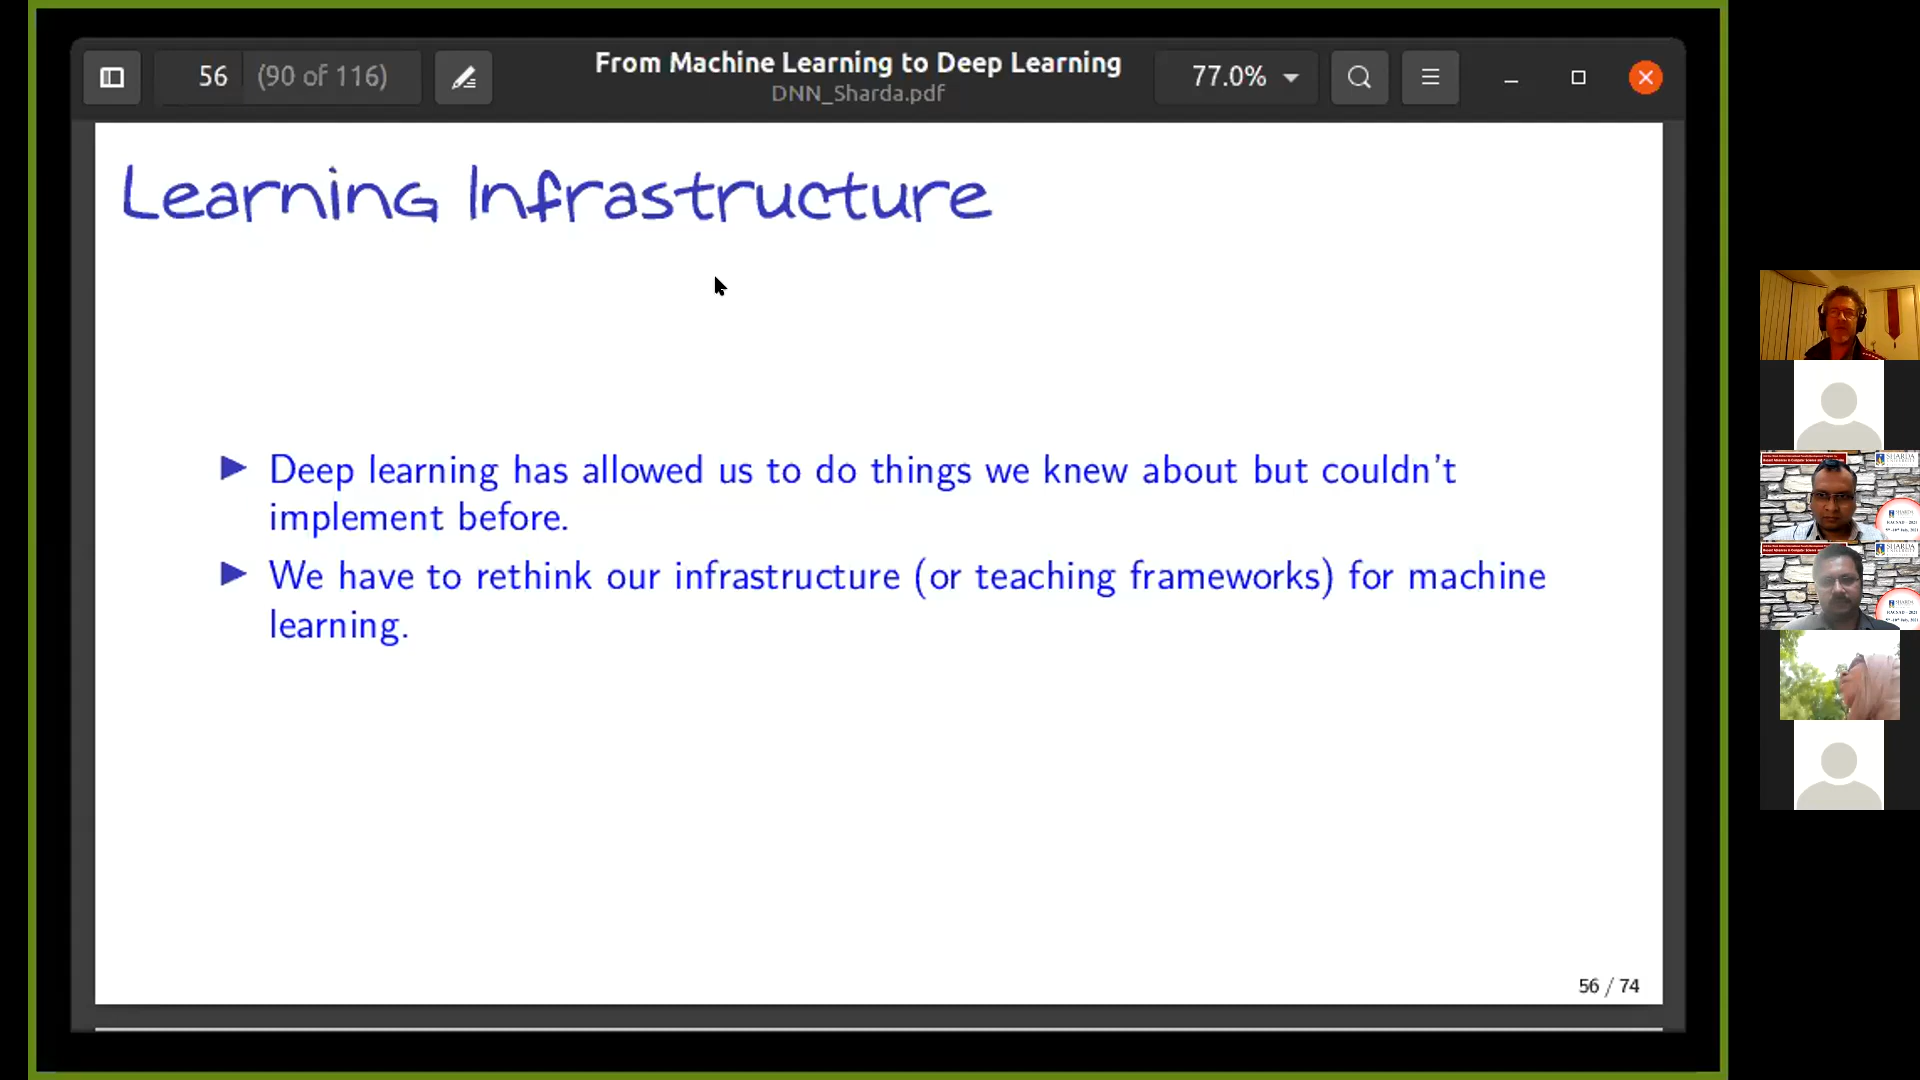 56 (90 of 116)
From Machine Learning to Deep Learning
DNN_Sharda.pdf
77.0%
Learning Infrastructure
Deep learning has allowed us to do things we knew about but couldn't
implement before.
We have to rethink our infrastructure (or teaching frameworks) for machine
learning.
56 / 74
SHARDA
SHARDA